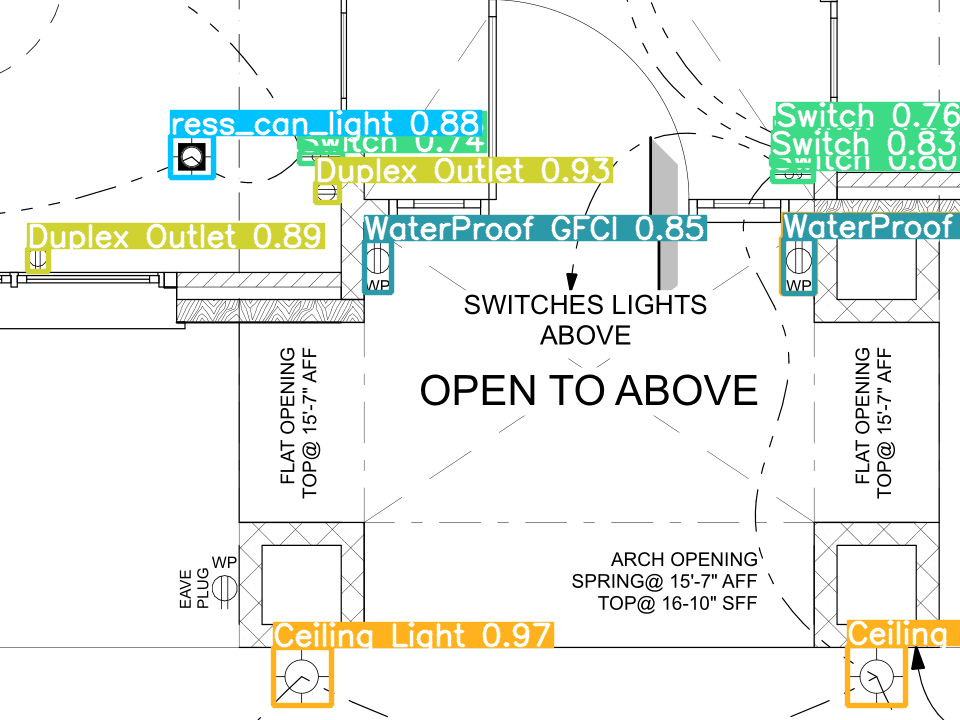 Switch 0.76
ress_can_light 0.88
Switch 0.74
Switch 0.83
Switch 0.80
Duplex Outlet 0.93
Duplex Outlet 0.89
WaterProof GFCI 0.85
WaterProof
WP
WP
SWITCHES LIGHTS
ABOVE
OPEN TO ABOVE
FLAT OPENING
TOP@ 15'-7" AFF
FLAT OPENING
TOP@ 15'-7" AFF
WP
EAVE
PLUG
ARCH OPENING
SPRING@ 15'-7" AFF
TOP@ 16-10" SFF
Ceiling Light 0.97
Ceiling